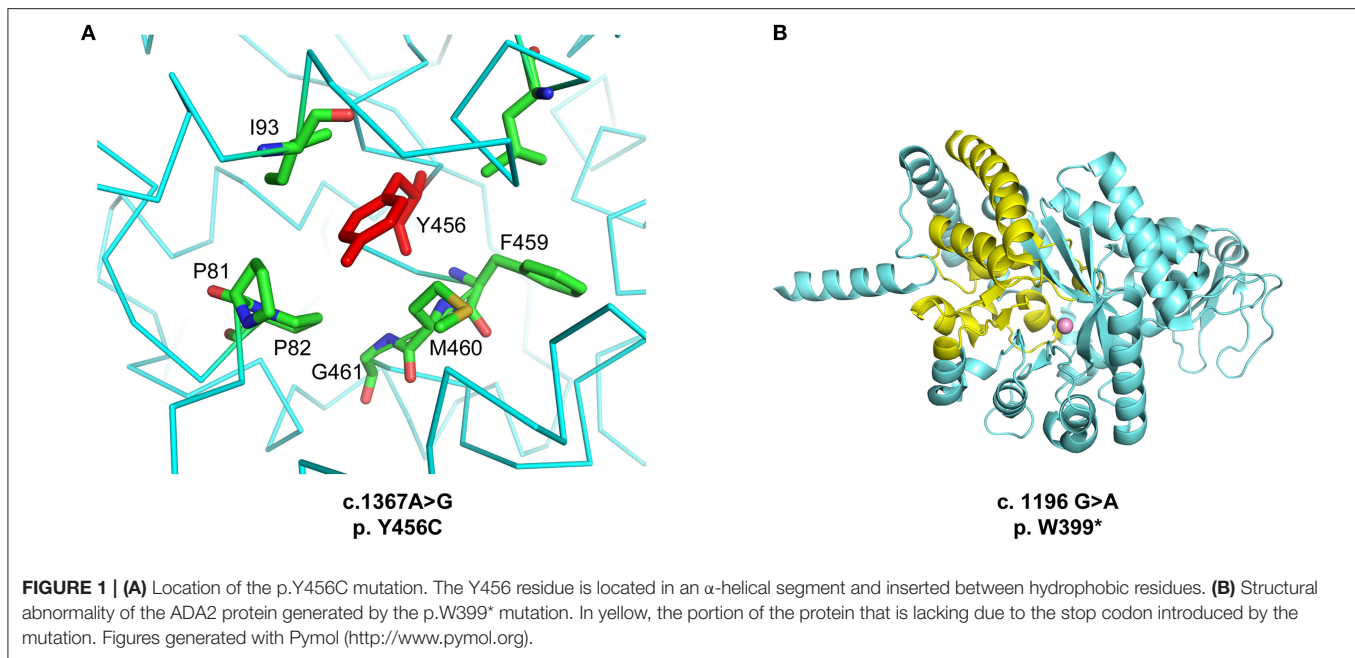 A
B
I93
Y456
F459
P81
P82
M460
G461
c.1367A>G
p. Y456C
c. 1196 G>A
p. W399*
FIGURE 1 | (A) Location of the p.Y456C mutation. The Y456 residue is located in an α-helical segment and inserted between hydrophobic residues. (B) Structural
abnormality of the ADA2 protein generated by the p.W399* mutation. In yellow, the portion of the protein that is lacking due to the stop codon introduced by the
mutation. Figures generated with Pymol (http://www.pymol.org).